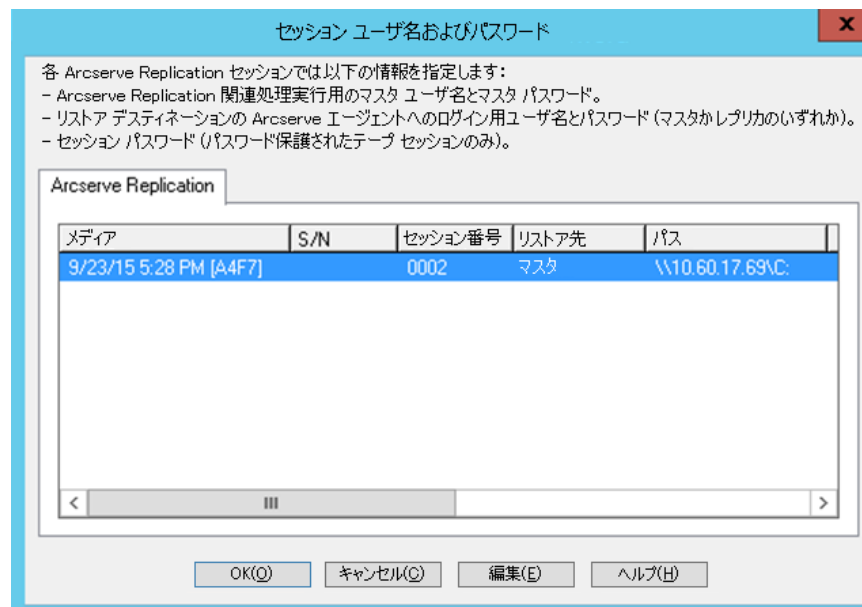 セッション ユーザ名およびパスワード
各 Arcserve Replication セッションでは以下の情報を指定します:
- Arcserve Replication 関連処理実行用のマスタ ユーザ名とマスタ パスワード。
- リストア デスティネーションの Arcserve エージェントへのログイン用ユーザ名とパスワード (マスタかレプリカのいずれか)。
- セッション パスワード (パスワード保護されたテープ セッションのみ)。
Arcserve Replication
メディア S/N セッション番号 リストア先 パス
9/23/15 5:28 PM [A4F7] 0002 マスタ \\10.60.17.69\C:
OK(O) キャンセル(C) 編集(E) ヘルプ(H)